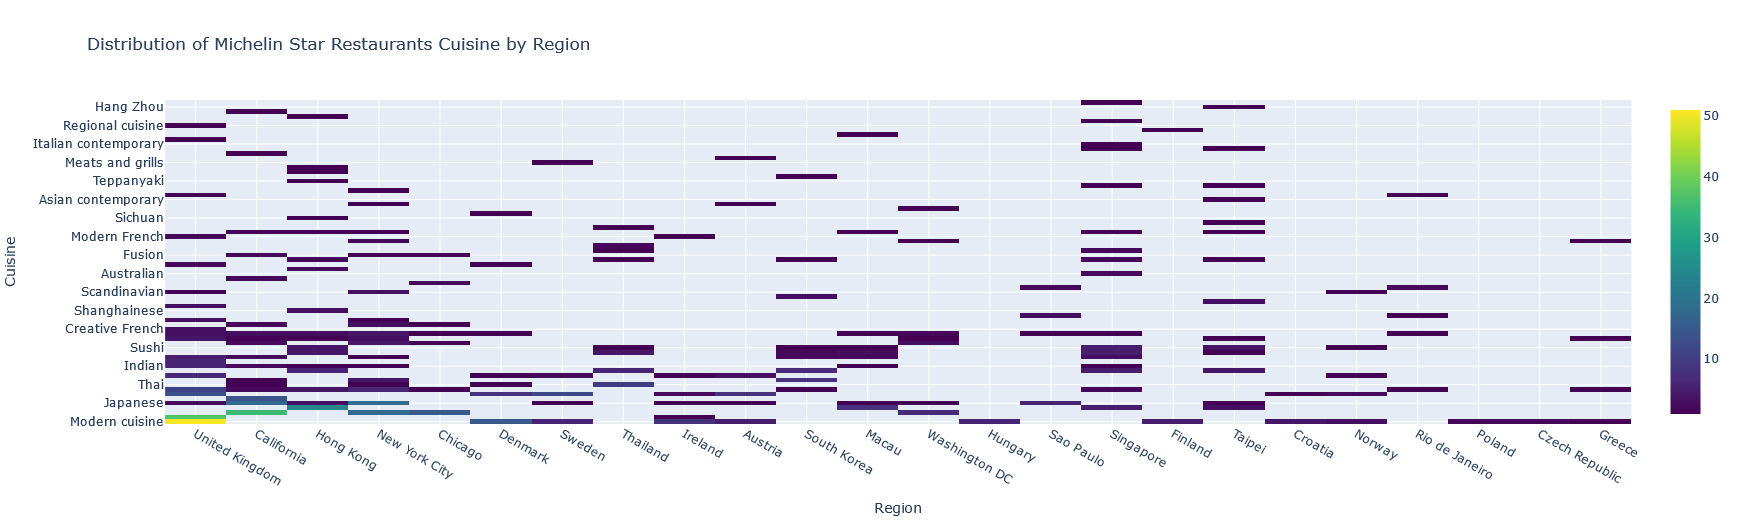 Distribution of Michelin Star Restaurants Cuisine by Region
Cuisine
Hang Zhou
Regional cuisine
Italian contemporary
Meats and grills
Teppanyaki
Asian contemporary
Sichuan
Modern French
Fusion
Australian
Scandinavian
Shanghainese
Creative French
Sushi
Indian
Thai
Japanese
Modern cuisine
United Kingdom
California
Hong Kong
New York City
Chicago
Denmark
Sweden
Thailand
Ireland
Austria
South Korea
Macau
Washington DC
Hungary
Sao Paulo
Singapore
Finland
Taipei
Croatia
Norway
Rio de Janeiro
Poland
Czech Republic
Greece
Region
50
40
30
20
10